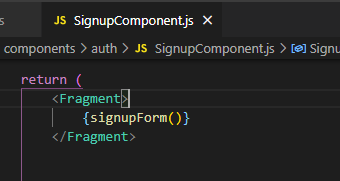 s JS SignupComponent.js ×
components > auth > JS SignupComponent.js > Signu
return (
<Fragment>
{signupForm()}
</Fragment>